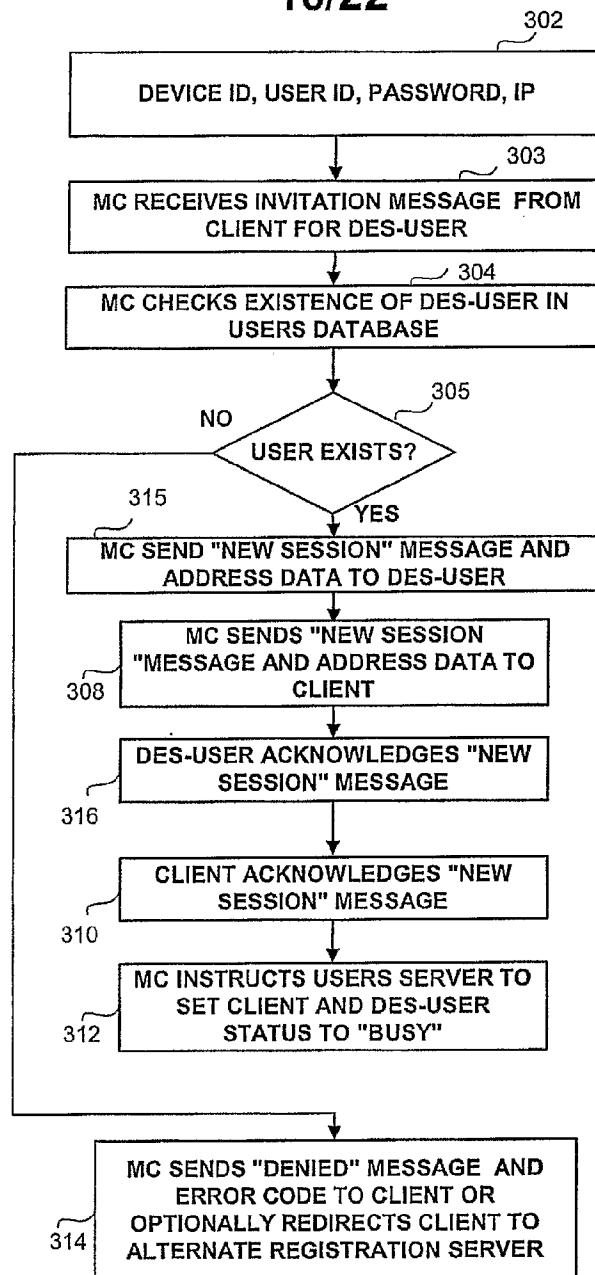 302
DEVICE ID, USER ID, PASSWORD, IP
303
MC RECEIVES INVITATION MESSAGE FROM
CLIENT FOR DES-USER
304
MC CHECKS EXISTENCE OF DES-USER IN
USERS DATABASE
305
NO
USER EXISTS?
YES
315
MC SEND "NEW SESSION" MESSAGE AND
ADDRESS DATA TO DES-USER
MC SENDS "NEW SESSION
"MESSAGE AND ADDRESS DATA TO
CLIENT
308
DES-USER ACKNOWLEDGES "NEW
SESSION" MESSAGE
316
CLIENT ACKNOWLEDGES "NEW
SESSION" MESSAGE
310
MC INSTRUCTS USERS SERVER TO
SET CLIENT AND DES-USER
STATUS TO "BUSY"
312
MC SENDS "DENIED" MESSAGE AND
ERROR CODE TO CLIENT OR
OPTIONALLY REDIRECTS CLIENT TO
ALTERNATE REGISTRATION SERVER
314